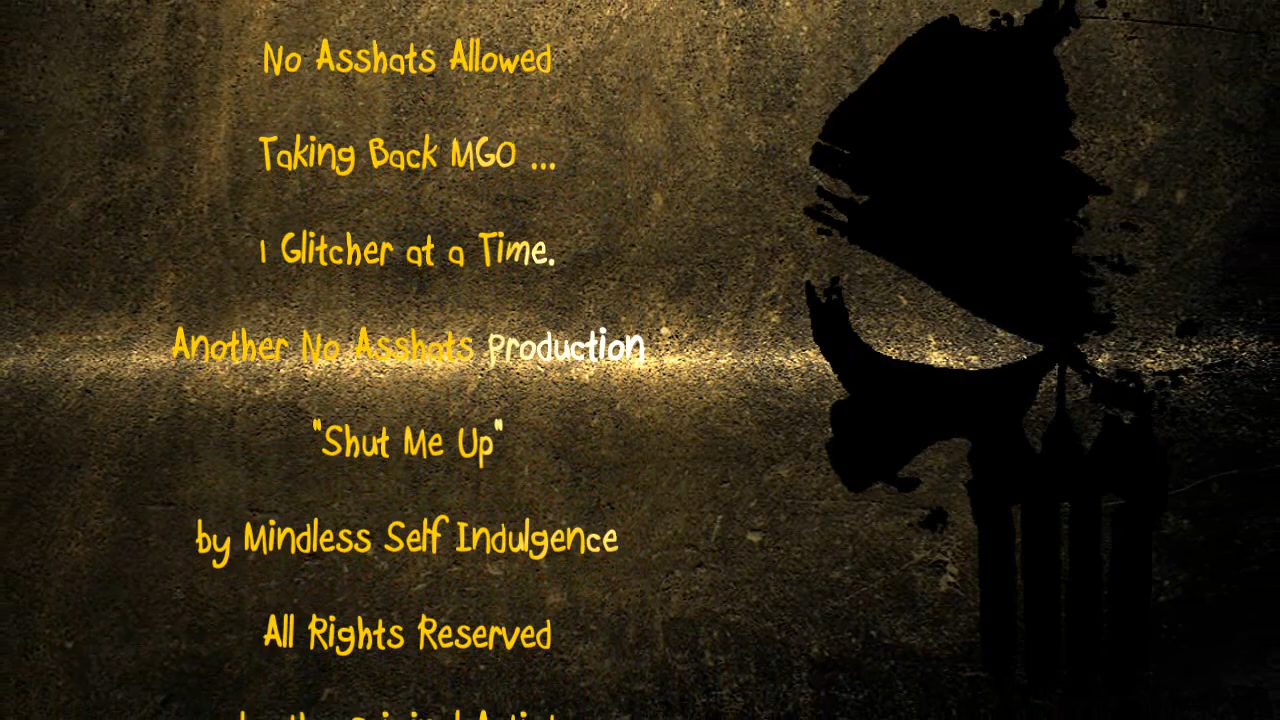 No Asshats Allowed
Taking Back MGO ...
1 Glitcher at a Time.
Another No Asshats Production
"Shut Me Up"
by Mindless Self Indulgence
All Rights Reserved